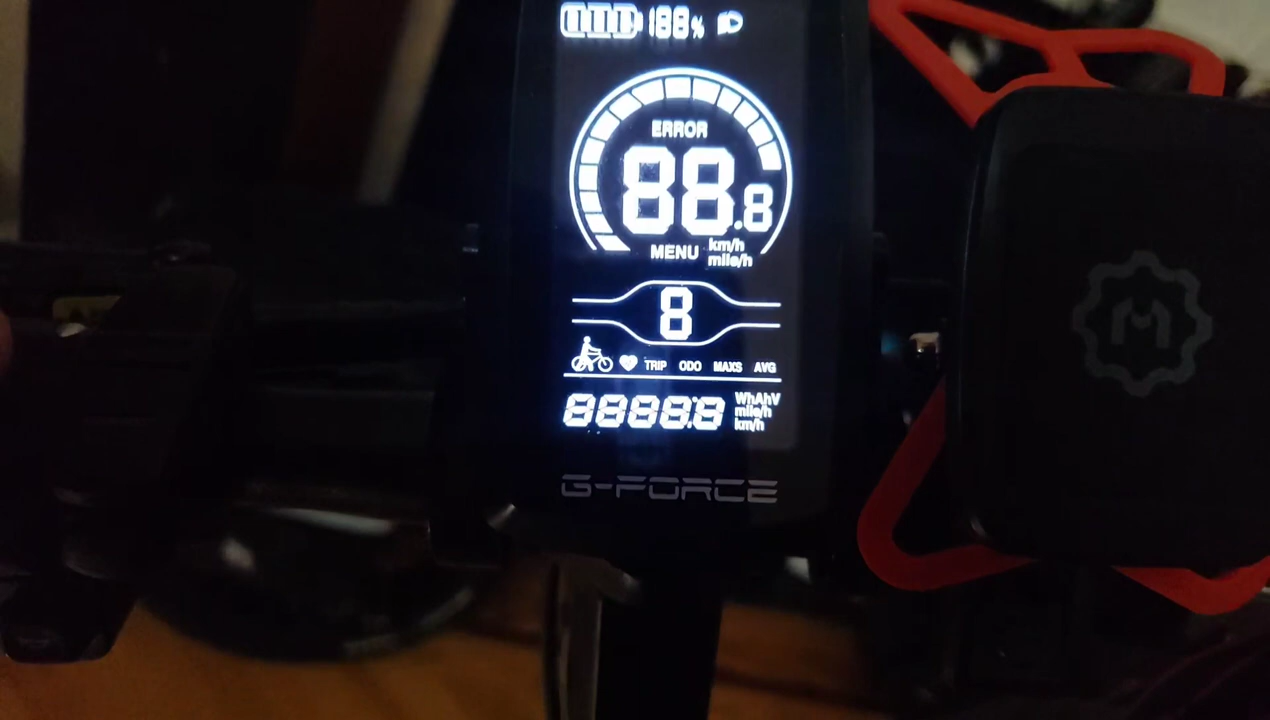 188%
ERROR
88.8
MENU km/h
mile/h
8
TRIP ODO MAXS AVG
8888.8 WhAhV
mile/h
km/h
G-FORCE
M